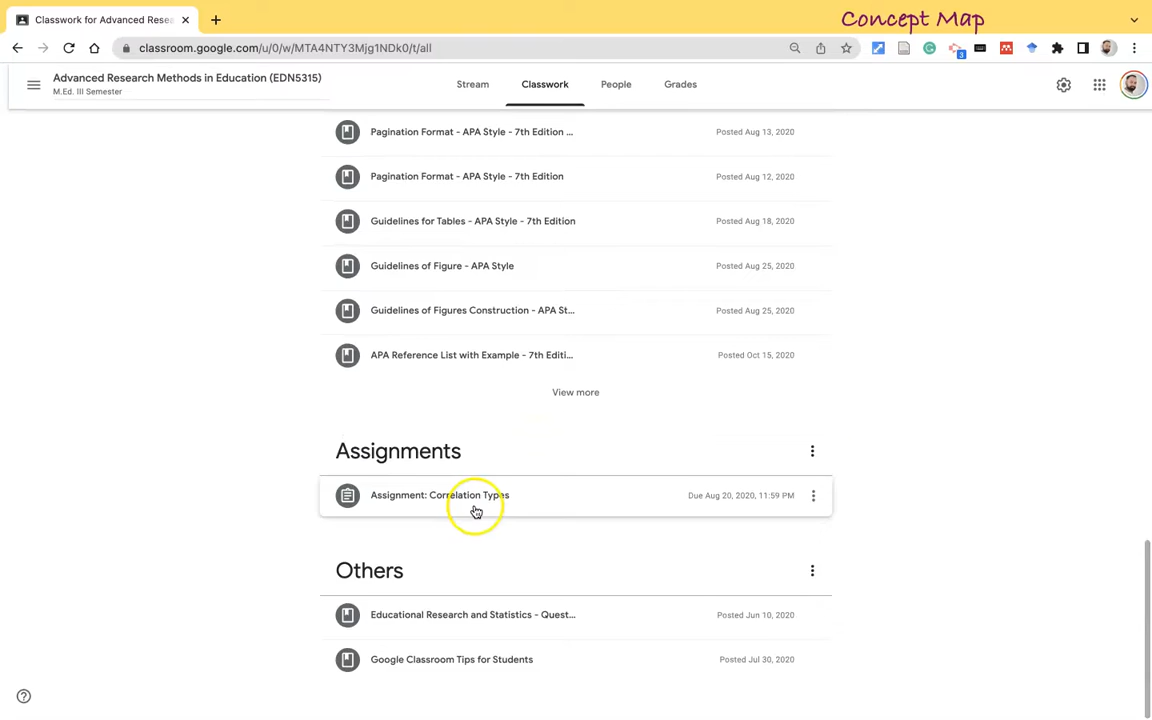 Classwork for Advanced Resea
Concept Map
classroom.google.com/u/0/w/MTA4NTY3Mjg1NDk0/t/all
3
Advanced Research Methods in Education (EDN5315)
M.Ed. III Semester
Stream
Classwork
People
Grades
Pagination Format - APA Style - 7th Edition ...
Posted Aug 13, 2020
Pagination Format - APA Style - 7th Edition
Posted Aug 12, 2020
Guidelines for Tables - APA Style - 7th Edition
Posted Aug 18, 2020
Guidelines of Figure - APA Style
Posted Aug 25, 2020
Guidelines of Figures Construction - APA St...
Posted Aug 25, 2020
APA Reference List with Example - 7th Editi...
Posted Oct 15, 2020
View more
Assignments
Assignment: Correlation Types
Due Aug 20, 2020, 11:59 PM
Others
Educational Research and Statistics - Quest...
Posted Jun 10, 2020
Google Classroom Tips for Students
Posted Jul 30, 2020